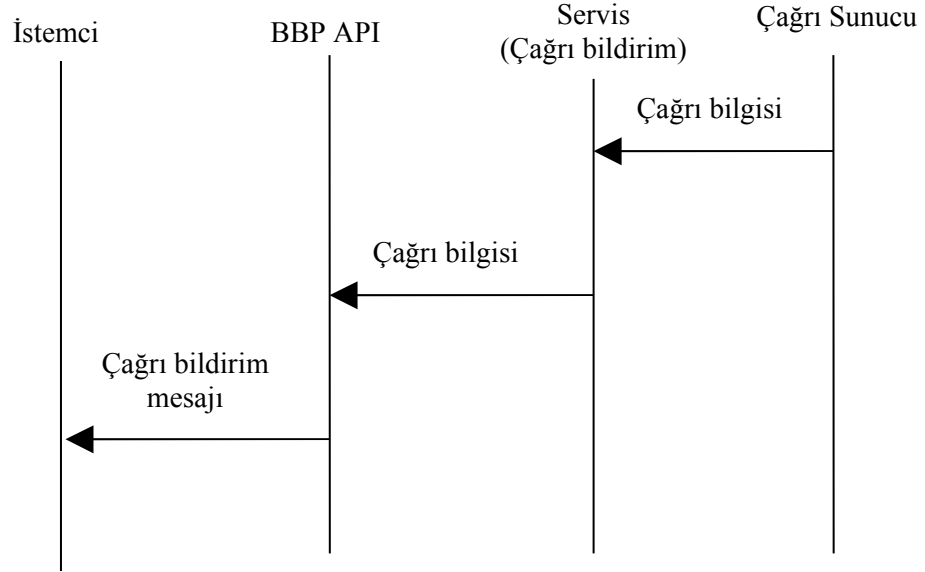 İstemci
BBP API
Servis
(Çağrı bildirim)
Çağrı Sunucu
Çağrı bilgisi
Çağrı bilgisi
Çağrı bildirim
mesajı